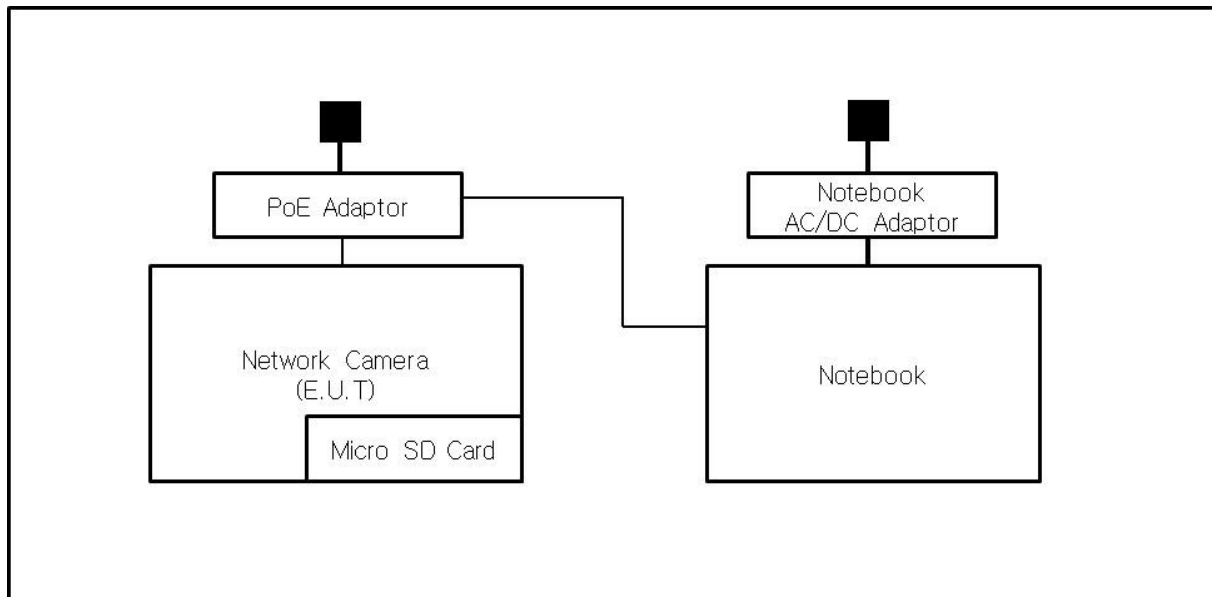 PoE Adaptor
Notebook
AC/DC Adaptor
Network Camera
(E.U.T)
Micro SD Card
Notebook